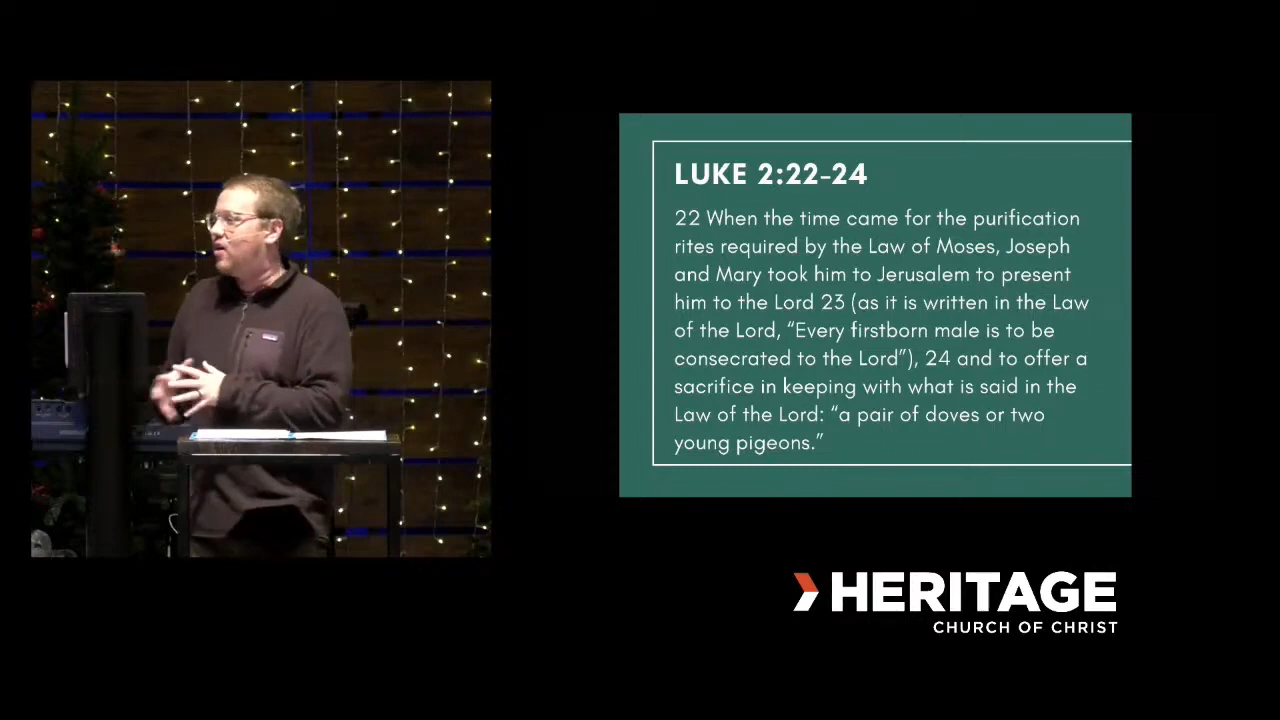 LUKE 2:22-24
22 When the time came for the purification
rites required by the Law of Moses, Joseph
and Mary took him to Jerusalem to present
him to the Lord 23 (as it is written in the Law
of the Lord, “Every firstborn male is to be
consecrated to the Lord”), 24 and to offer a
sacrifice in keeping with what is said in the
Law of the Lord: “a pair of doves or two
young pigeons.”
HERITAGE
CHURCH OF CHRIST